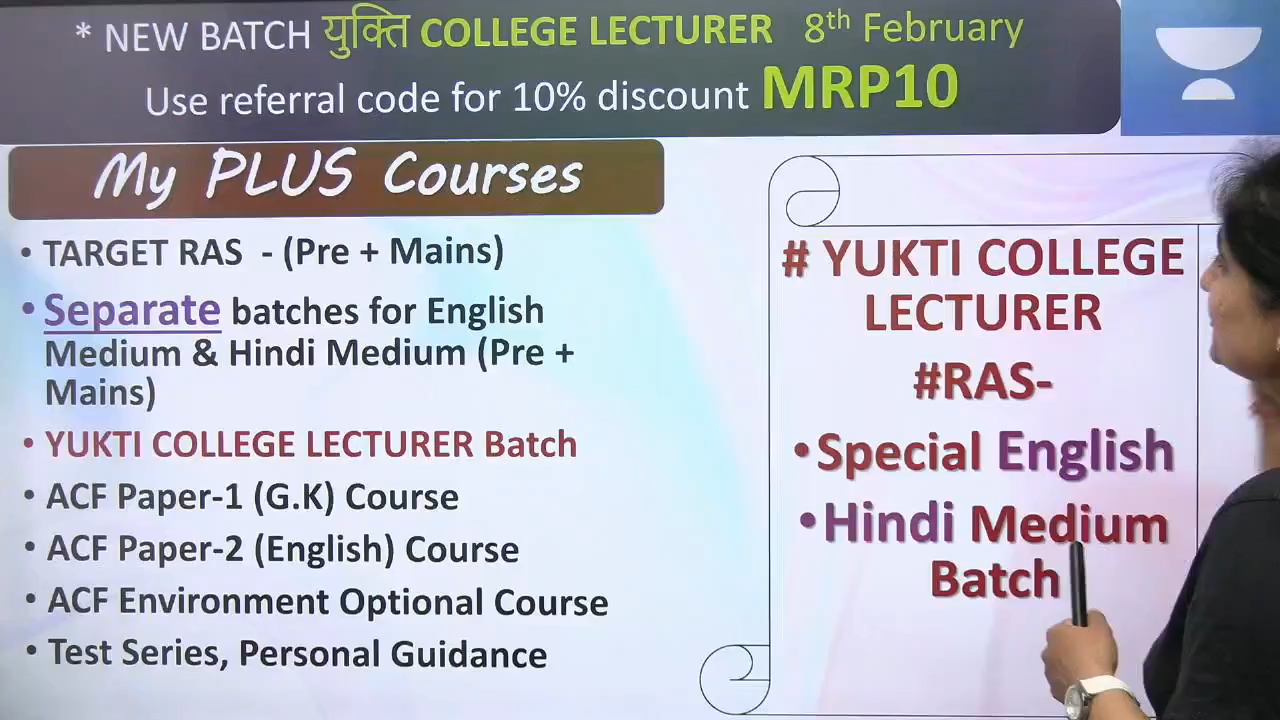 * NEW BATCH युक्ति COLLEGE LECTURER 8th February
Use referral code for 10% discount MRP10
My PLUS Courses
• TARGET RAS - (Pre + Mains)
• Separate batches for English
Medium & Hindi Medium (Pre +
Mains)
• YUKTI COLLEGE LECTURER Batch
• ACF Paper-1 (G.K) Course
• ACF Paper-2 (English) Course
• ACF Environment Optional Course
• Test Series, Personal Guidance
# YUKTI COLLEGE
LECTURER
#RAS-
• Special English
• Hindi Medium
Batch